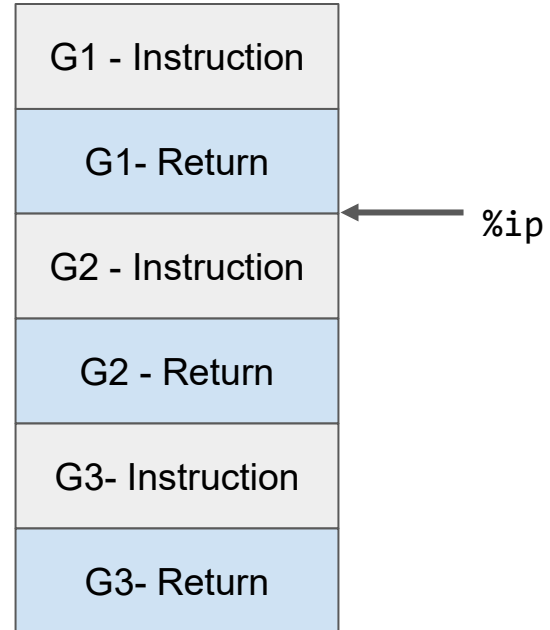 G1 - Instruction
G1- Return
%ip
G2 - Instruction
G2 - Return
G3- Instruction
G3- Return